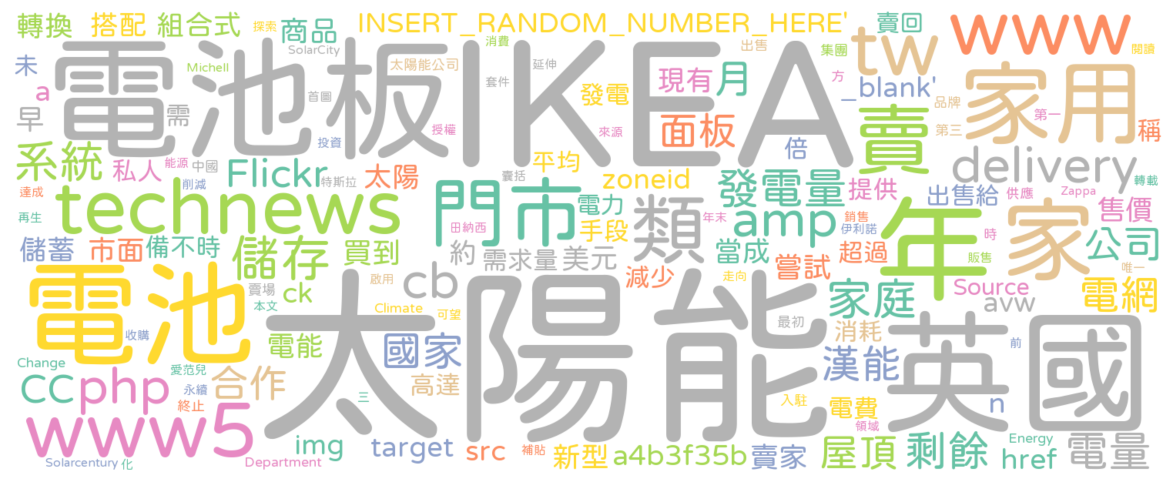 轉換 搭配 組合式 探索 商品 INSERT_RANDOM_NUMBER_HERE' 賣回 www
SolarCity 消費 出售 集團 tw 閱讀
未 Michell 太陽能公司 延伸 現有 月 方 _blank'
電池板 IKEA 家用
a 早 需 首圖 套件 發電 品牌
授權 來源 面板 倍 賣 第三 第一 稱
系統 私人 能源 中國 投資 平均 delivery
達成 削減 特斯拉 Flickr 太陽 囊括 zoneid 發電量 提供 出售給 供應 Zappa 轉載
再生 technews 門市 電力 類 年末 amp 銷售 年 家 售價
田納西 手段 伊利諾 時
儲蓄 市面 備不時 儲存 買到 約 需求量 美元 當成 嘗試 超過 販售 公司
賣場 啟用 減少 走向 唯一
電池 ck cb 太陽能 家庭 Source avw 電網
本文 Climate 可望 最初 消耗 英國
收購 電能 國家 漢能 前
Change 愛范兒
cc php 永續 合作 高達 入駐 電費 n
終止 三 領域
www5 img target src 補貼 新型 a4b3f35b 賣家 屋頂 剩餘 Energy href 電量
Solarcentury 化 Department